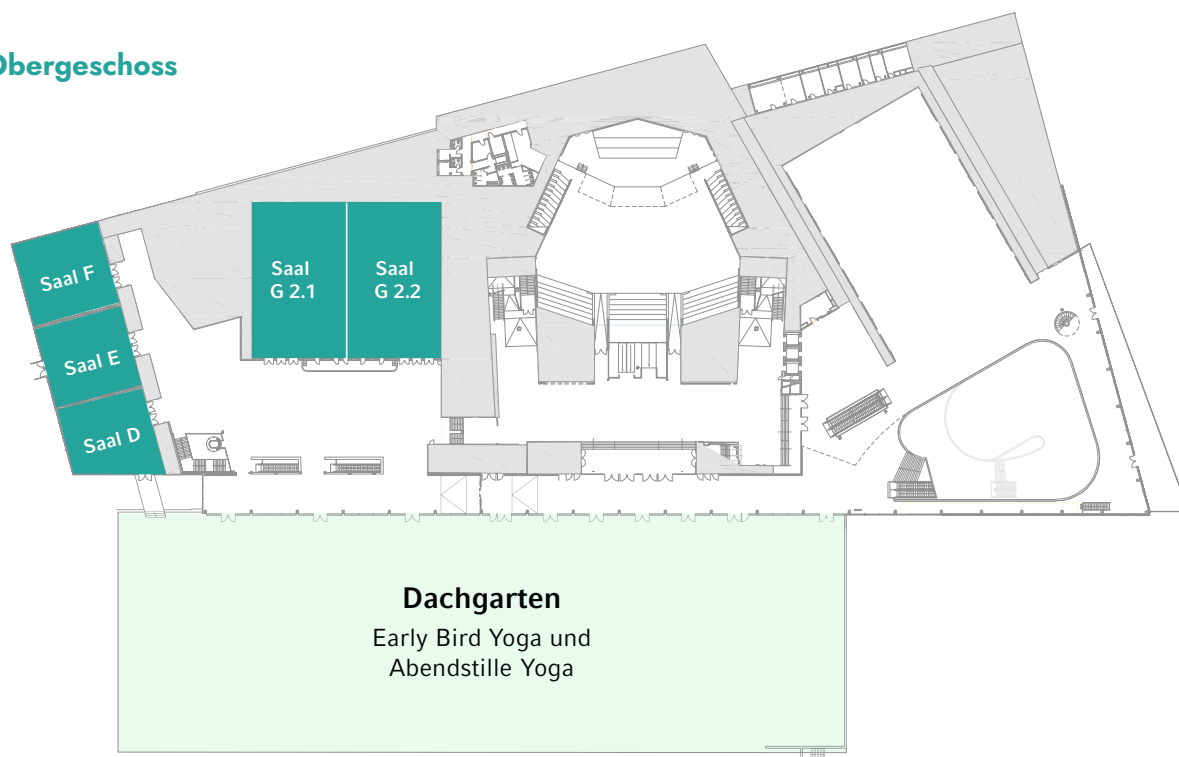 Obergeschoss
Saal F
Saal E
Saal D
Saal
G 2.1
Saal
G 2.2
Dachgarten
Early Bird Yoga und
Abendstille Yoga